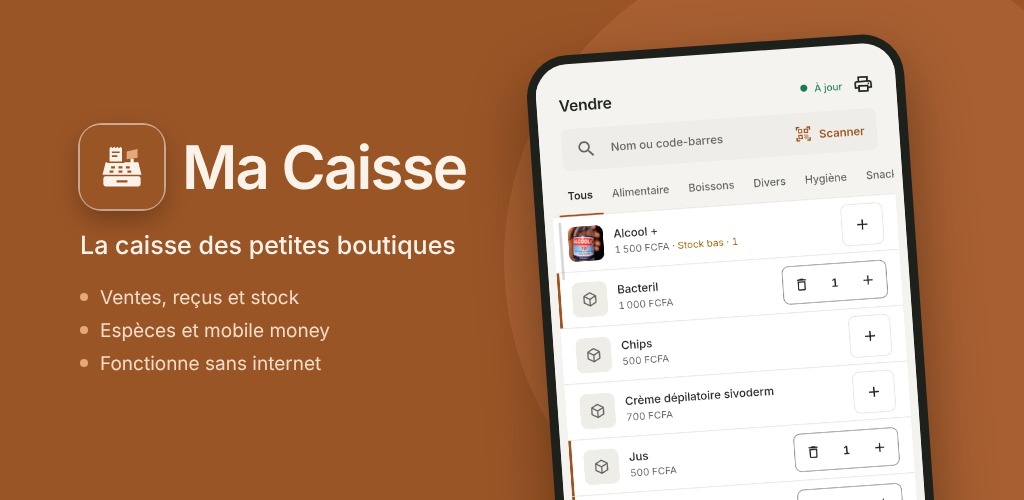 Ma Caisse
La caisse des petites boutiques
Ventes, reçus et stock
Espèces et mobile money
Fonctionne sans internet
Vendre
À jour
Nom ou code-barres
Scanner
Tous Alimentaire Boissons Divers Hygiène Snack
Alcool +
1 500 FCFA · Stock bas · 1
+
Bacteril
1 000 FCFA
1 +
Chips
500 FCFA
+
Crème dépilatoire sivoderm
700 FCFA
+
Jus
500 FCFA
1 +